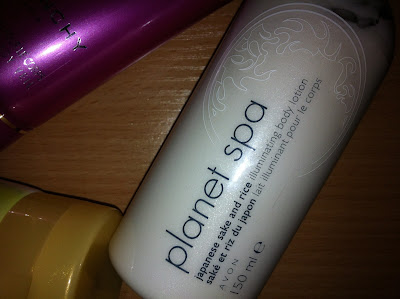 planet spa
japanese sake and rice illuminating body lotion
saké et riz du japon lait illuminant pour le corps
AVON
150 ml e
CHY